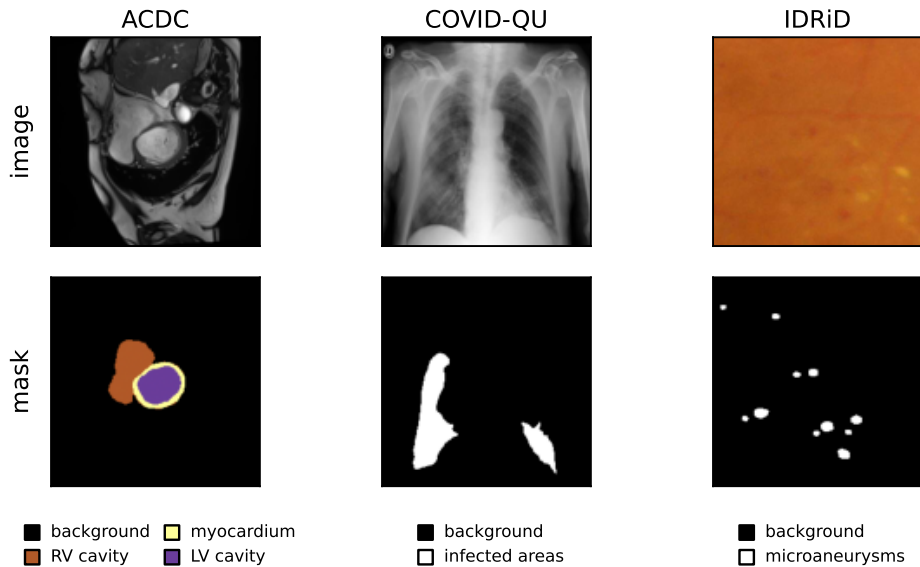 ACDC COVID-QU IDRiD
image
mask
background myocardium background background
RV cavity LV cavity infected areas microaneurysms